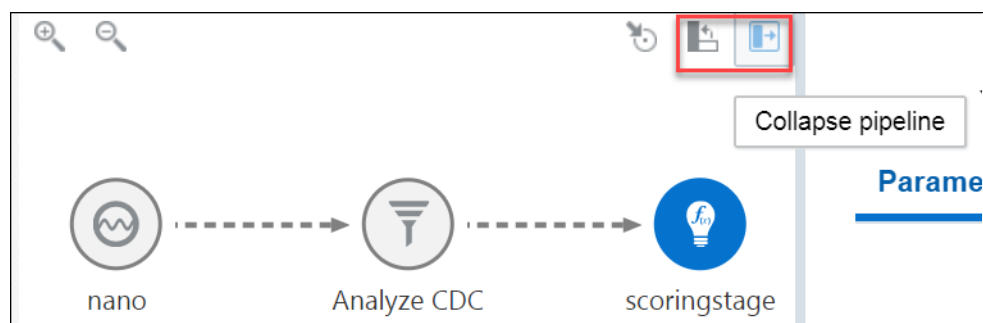 Collapse pipeline
Parame
nano
Analyze CDC
scoringstage